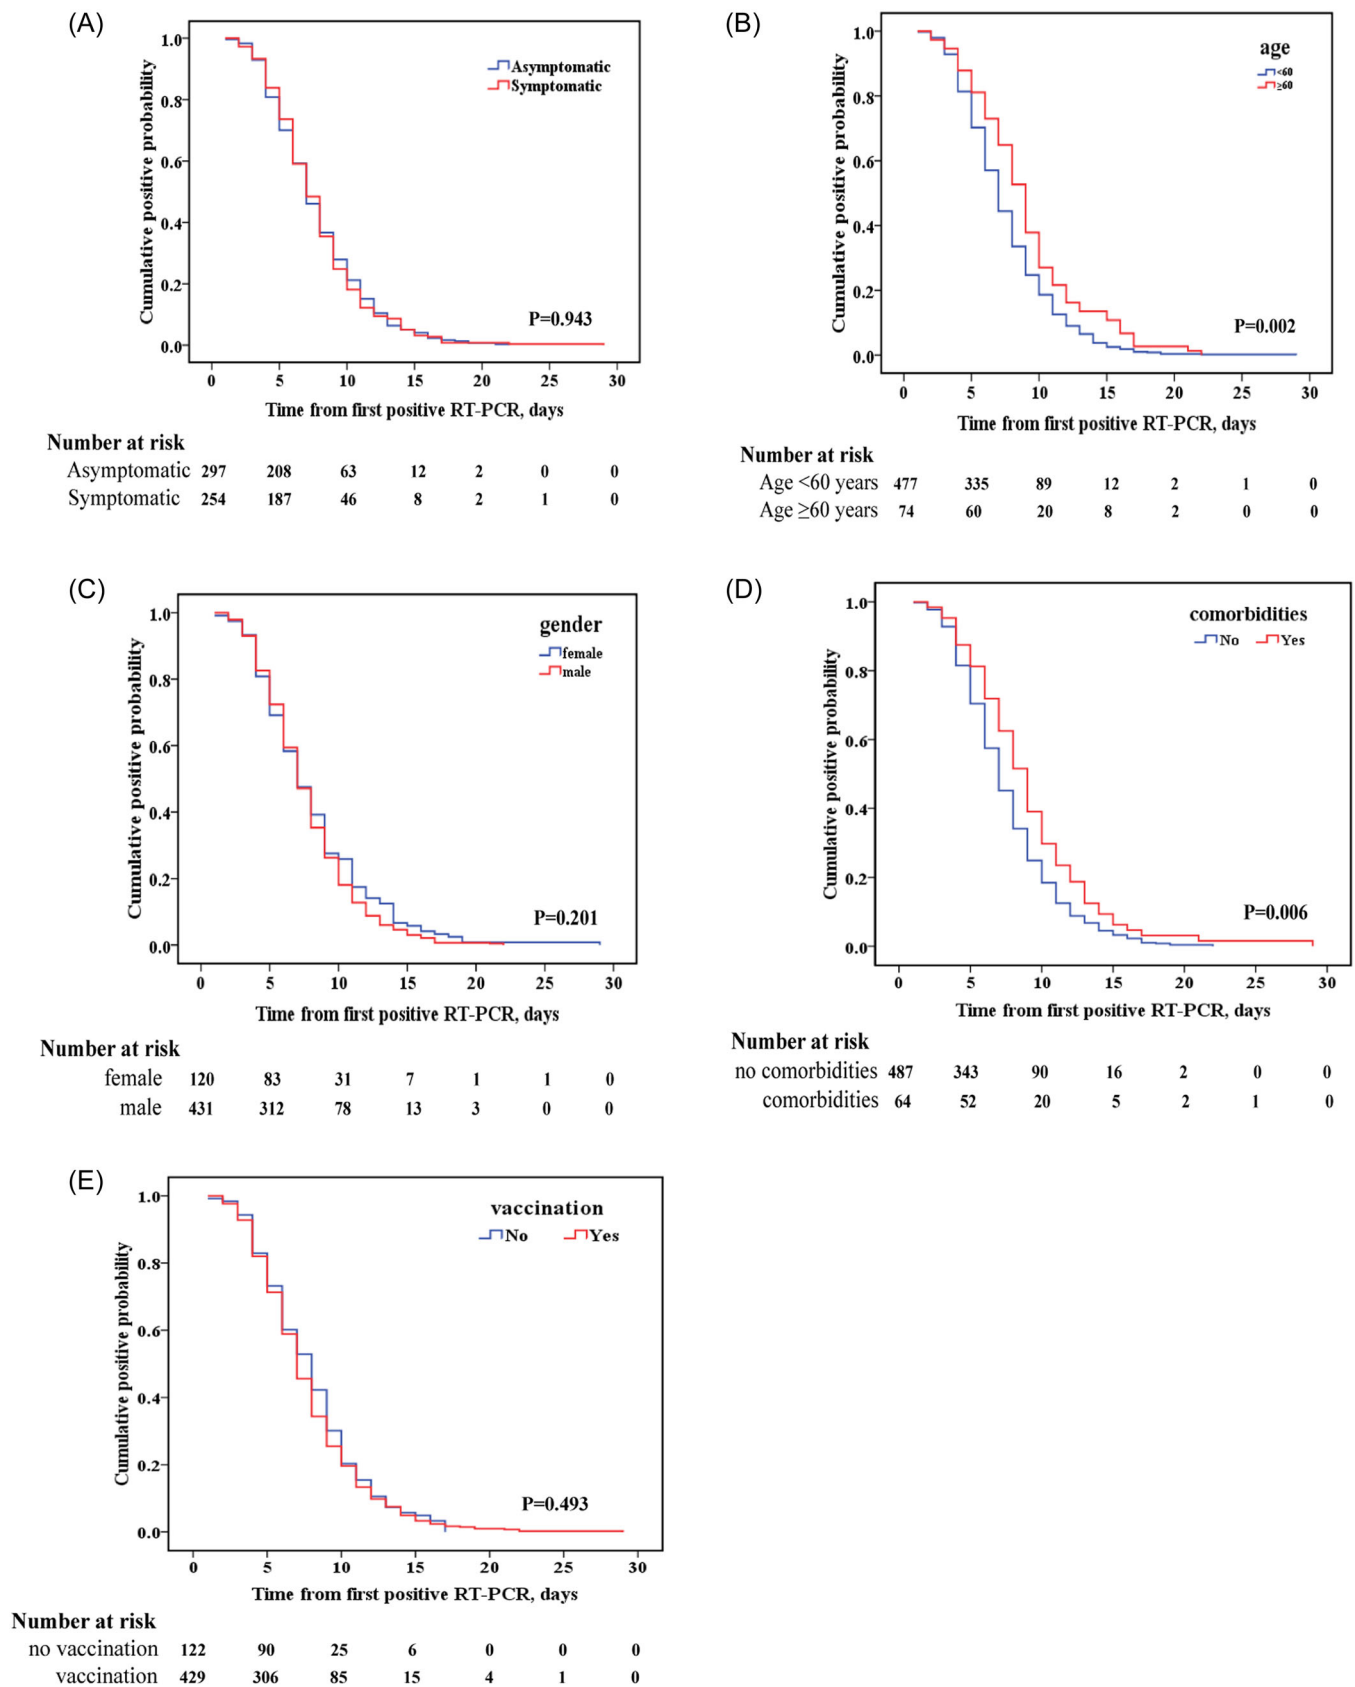 (A)
Cumulative positive probability
1.0
0.8
0.6
0.4
0.2
0.0
Asymptomatic
Symptomatic
P=0.943
0 5 10 15 20 25 30
Time from first positive RT-PCR, days
Number at risk
Asymptomatic 297 208 63 12 2 0 0
Symptomatic 254 187 46 8 2 1 0
(B)
Cumulative positive probability
1.0
0.8
0.6
0.4
0.2
0.0
age
<60
≥60
P=0.002
0 5 10 15 20 25 30
Time from first positive RT-PCR, days
Number at risk
Age <60 years 477 335 89 12 2 1 0
Age ≥60 years 74 60 20 8 2 0 0
(C)
Cumulative positive probability
1.0
0.8
0.6
0.4
0.2
0.0
gender
female
male
P=0.201
0 5 10 15 20 25 30
Time from first positive RT-PCR, days
Number at risk
female 120 83 31 7 1 1 0
male 431 312 78 13 3 0 0
(D)
Cumulative positive probability
1.0
0.8
0.6
0.4
0.2
0.0
comorbidities
No Yes
P=0.006
0 5 10 15 20 25 30
Time from first positive RT-PCR, days
Number at risk
no comorbidities 487 343 90 16 2 0 0
comorbidities 64 52 20 5 2 1 0
(E)
Cumulative positive probability
1.0
0.8
0.6
0.4
0.2
0.0
vaccination
No Yes
P=0.493
0 5 10 15 20 25 30
Time from first positive RT-PCR, days
Number at risk
no vaccination 122 90 25 6 0 0 0
vaccination 429 306 85 15 4 1 0